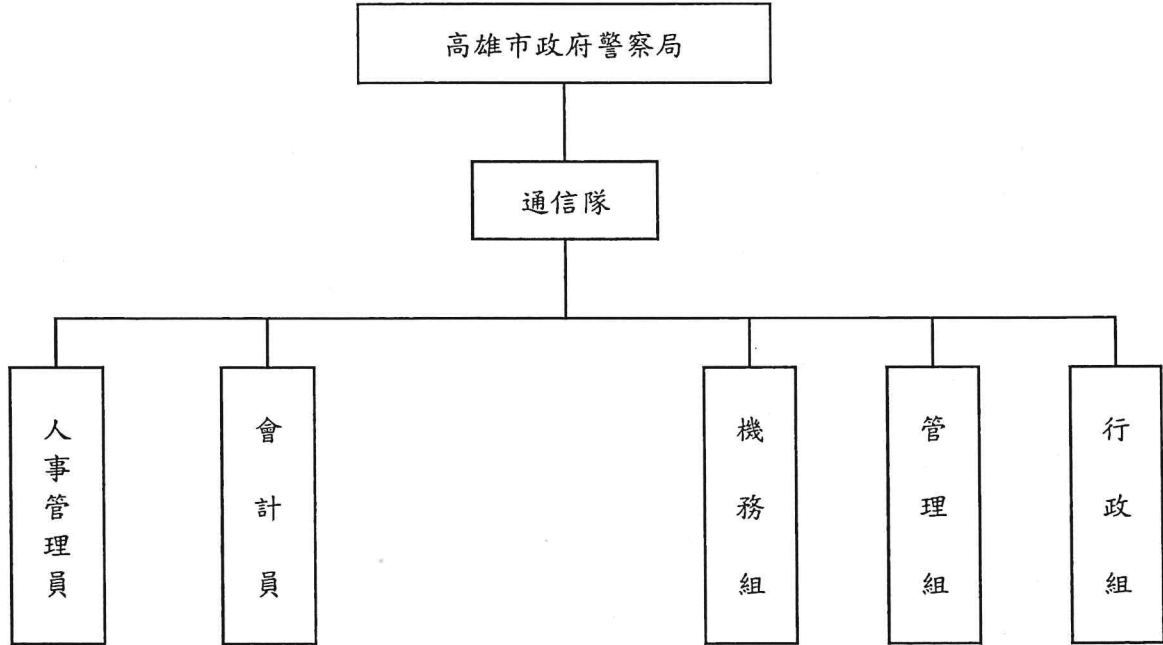 高雄市政府警察局
通信隊
人事管理員
會計員
機務組
管理組
行政組